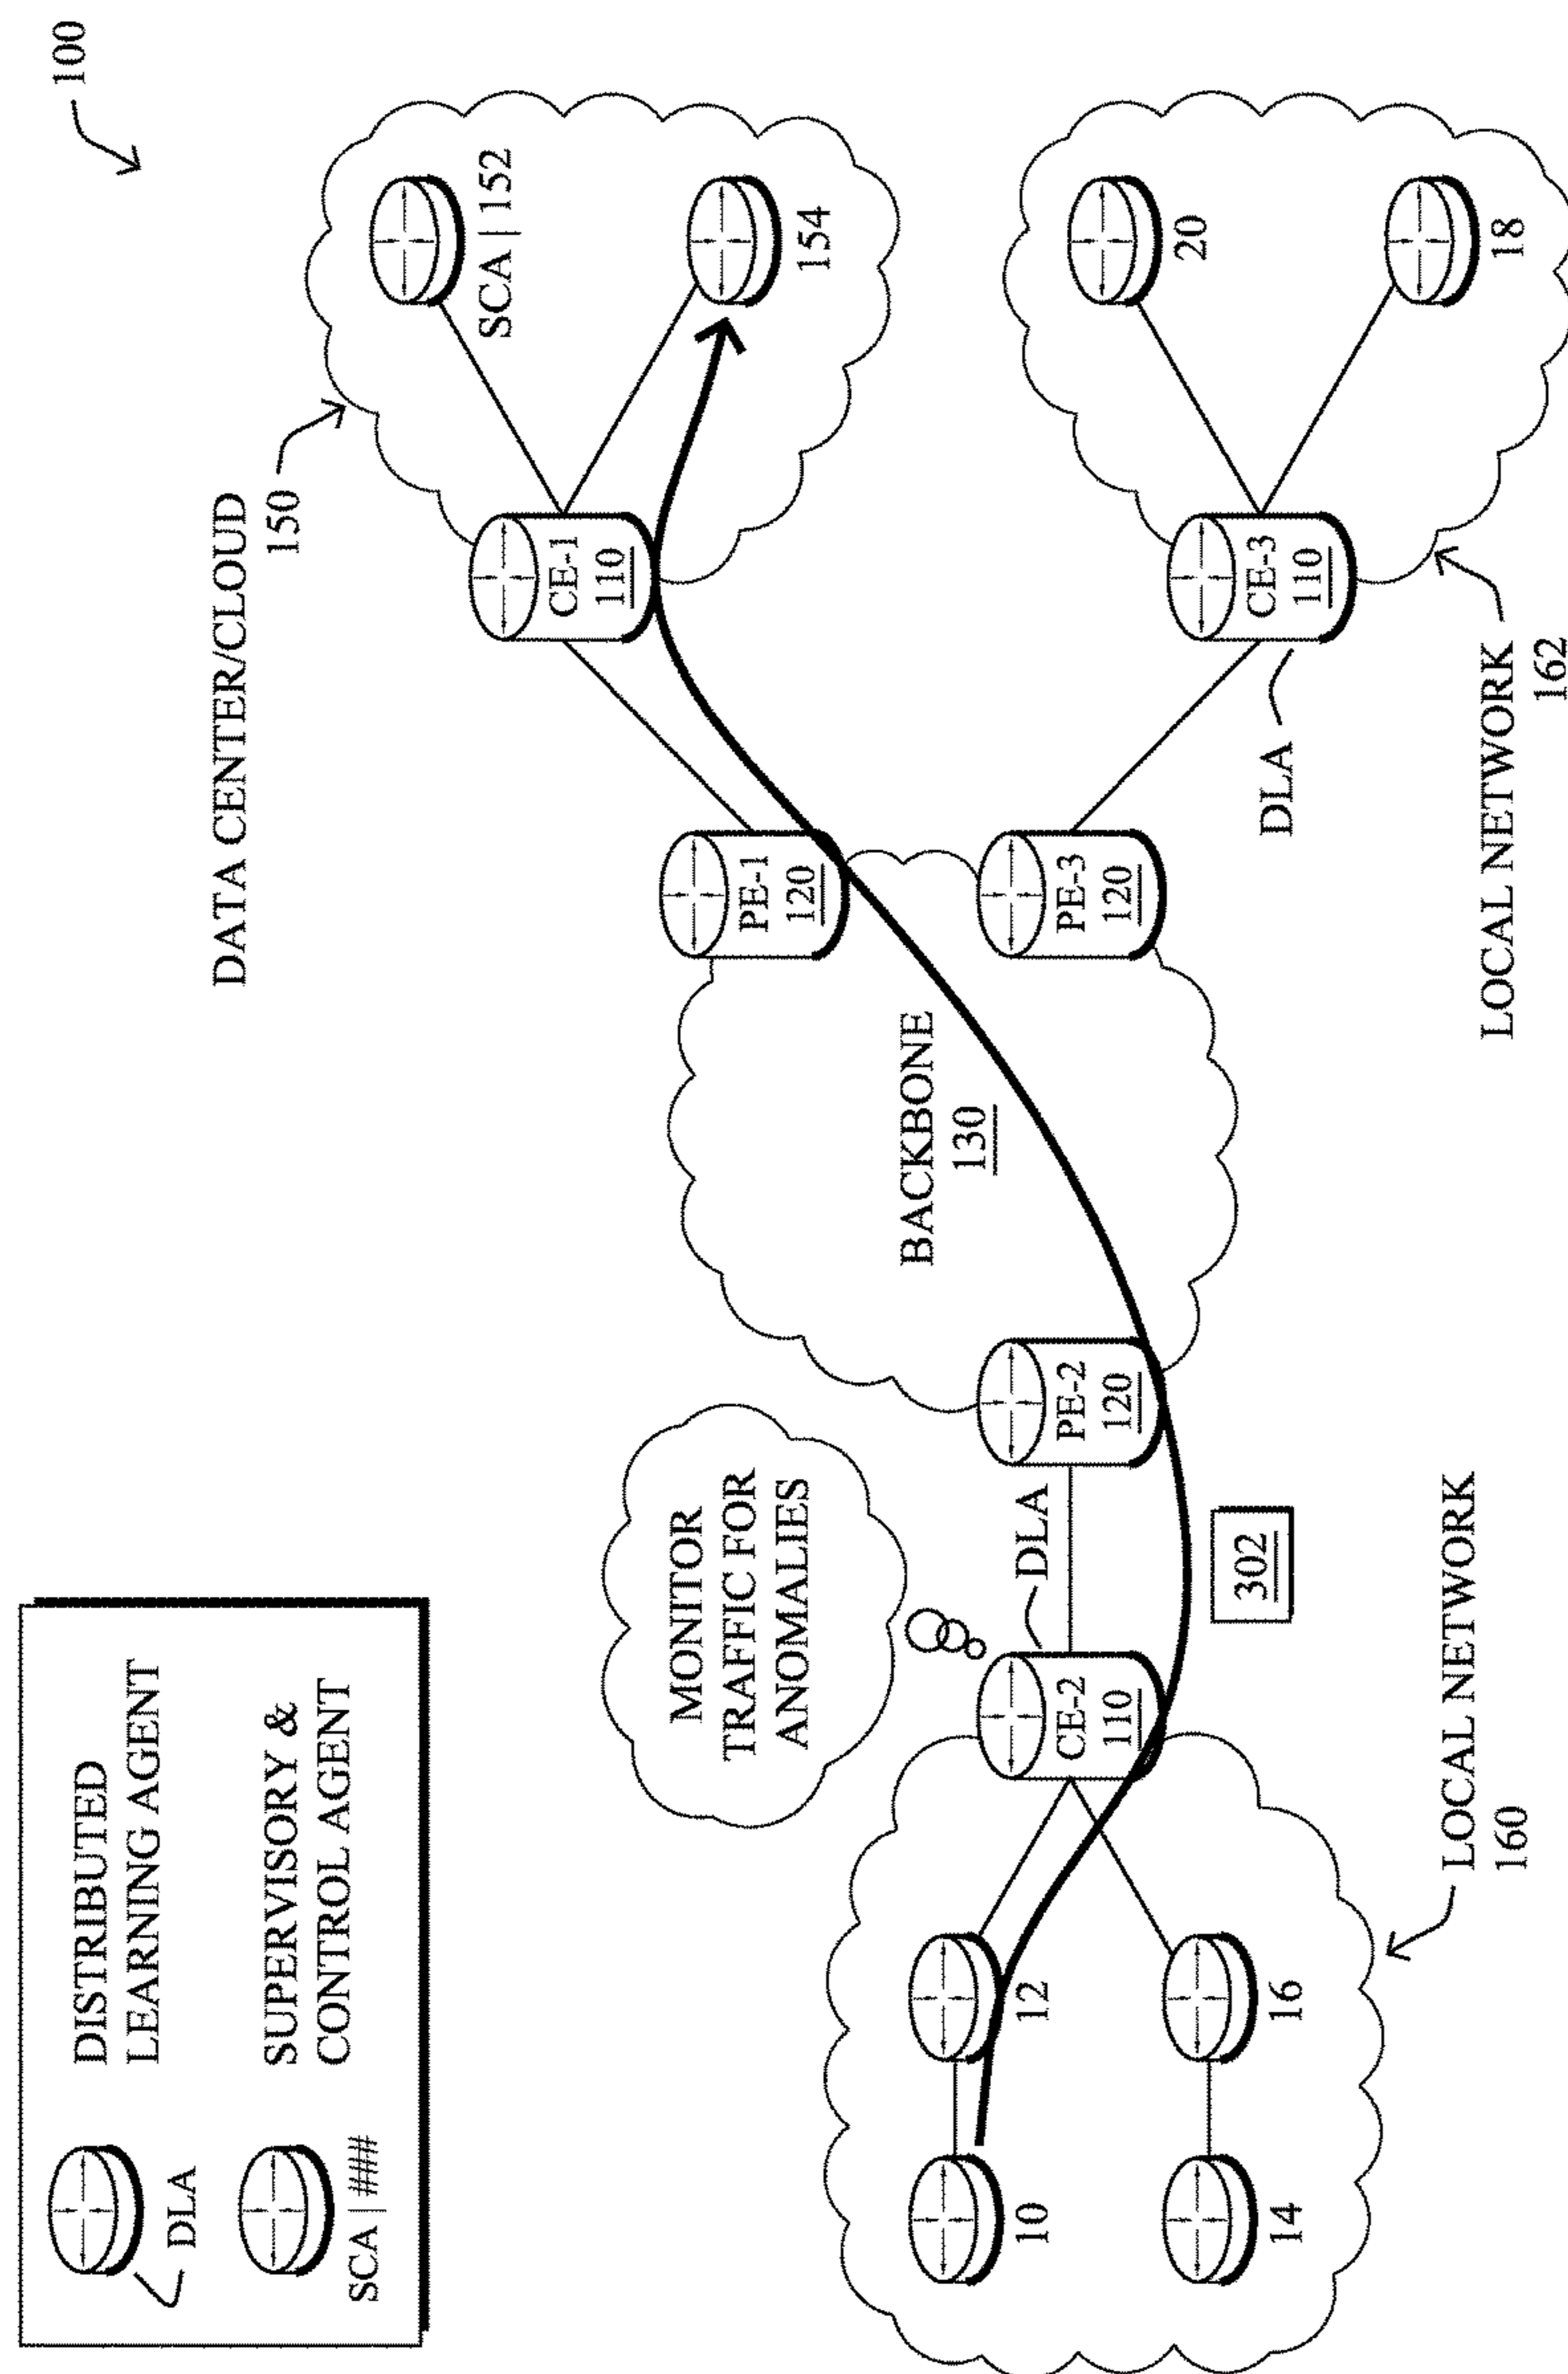 DISTRIBUTED
LEARNING AGENT
DLA
SUPERVISORY &
CONTROL AGENT
SCA | ###
100
DATA CENTER/CLOUD
150
SCA | 152
154
CE-1
110
PE-1
120
BACKBONE
130
MONITOR
TRAFFIC FOR
ANOMALIES
DLA
CE-2
110
PE-2
120
PE-3
120
302
10
12
14
16
LOCAL NETWORK
160
DLA
CE-3
110
20
18
LOCAL NETWORK
162